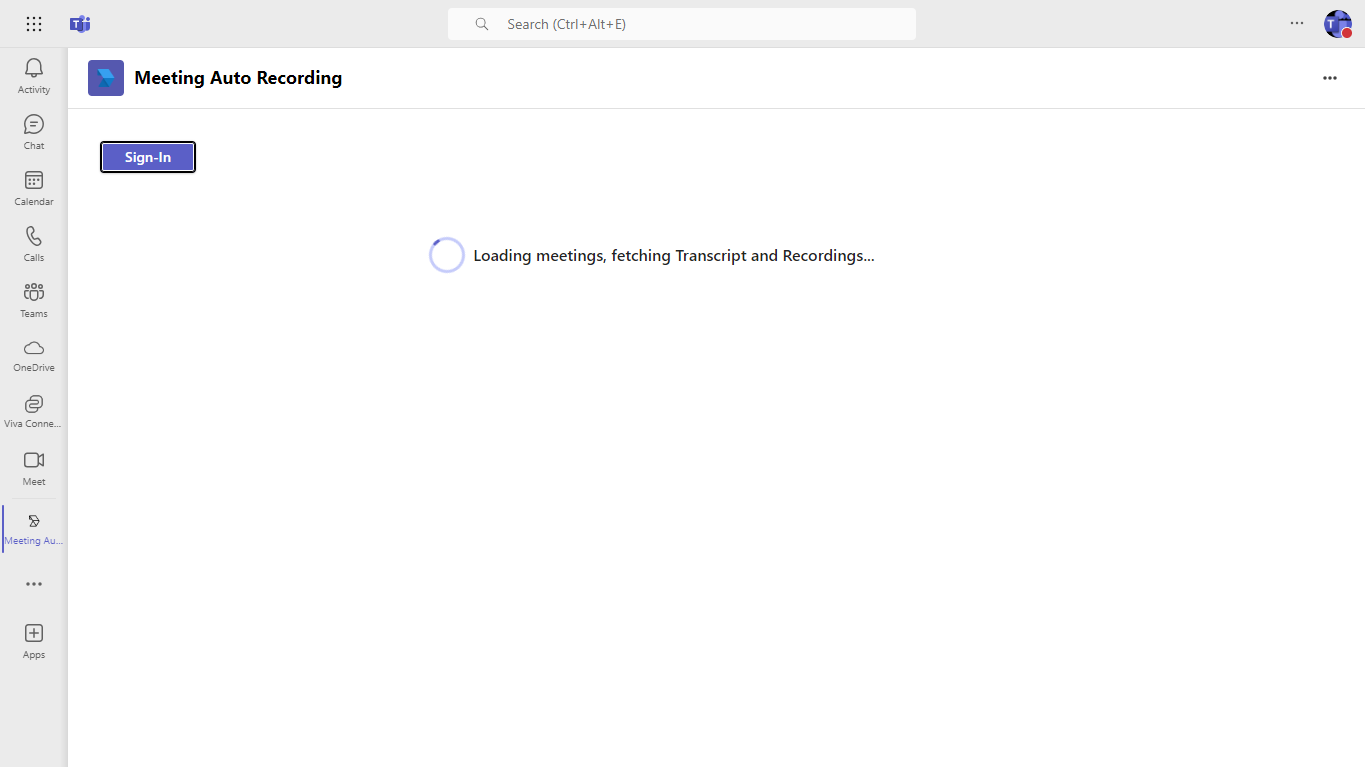 Search (Ctrl+Alt+E)
Activity
Chat
Calendar
Calls
Teams
OneDrive
Viva Conne...
Meet
Meeting Au...
Apps
Meeting Auto Recording
Sign-In
Loading meetings, fetching Transcript and Recordings...